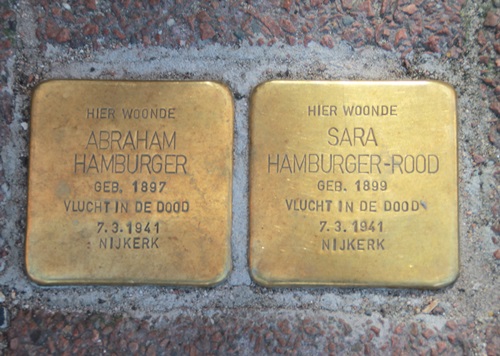 HIER WOONDE
ABRAHAM
HAMBURGER
GEB. 1897
VLUCHT IN DE DOOD
7.3.1941
NIJKERK
HIER WOONDE
SARA
HAMBURGER-ROOD
GEB. 1899
VLUCHT IN DE DOOD
7.3.1941
NIJKERK